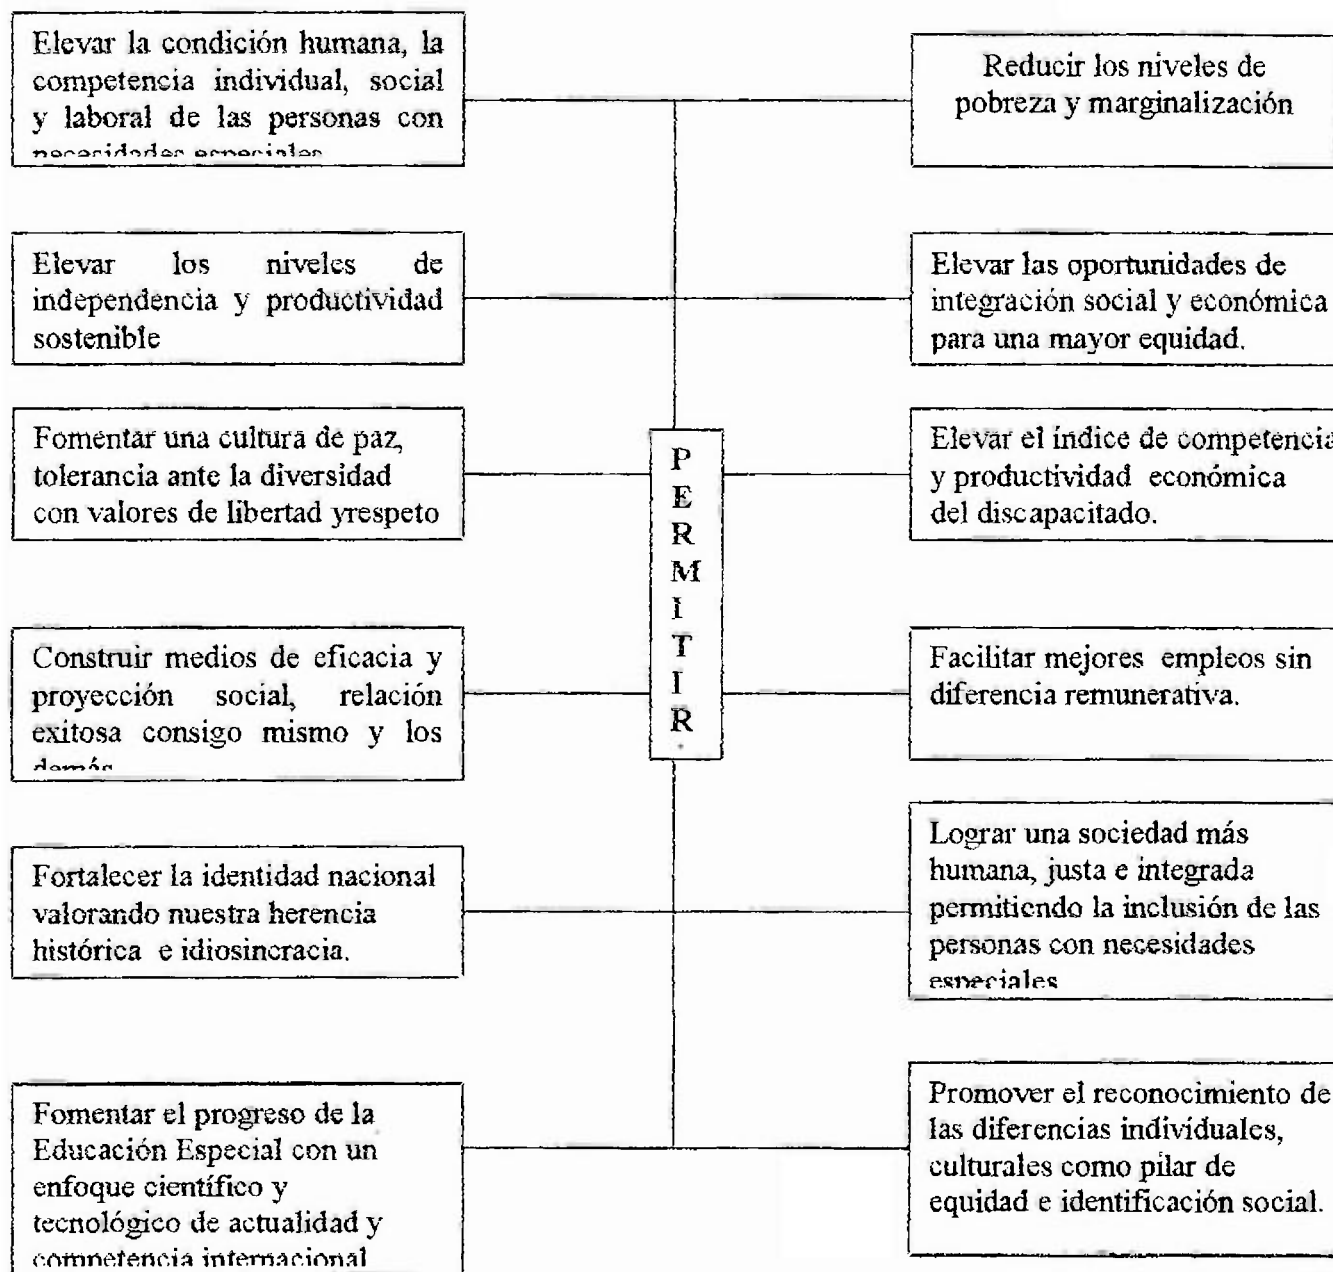 Elevar la condición humana, la
competencia individual, social
y laboral de las personas con
necesidades especiales
Elevar los niveles de
independencia y productividad
sostenible
Fomentar una cultura de paz,
tolerancia ante la diversidad
con valores de libertad yrespeto
Construir medios de eficacia y
proyección social, relación
exitosa consigo mismo y los
demás
Fortalecer la identidad nacional
valorando nuestra herencia
histórica e idiosincracia.
Fomentar el progreso de la
Educación Especial con un
enfoque científico y
tecnológico de actualidad y
competencia internacional
P
E
R
M
I
T
I
R
Reducir los niveles de
pobreza y marginalización
Elevar las oportunidades de
integración social y económica
para una mayor equidad.
Elevar el índice de competencia
y productividad económica
del discapacitado.
Facilitar mejores empleos sin
diferencia remunerativa.
Lograr una sociedad más
humana, justa e integrada
permitiendo la inclusión de las
personas con necesidades
especiales
Promover el reconocimiento de
las diferencias individuales,
culturales como pilar de
equidad e identificación social.